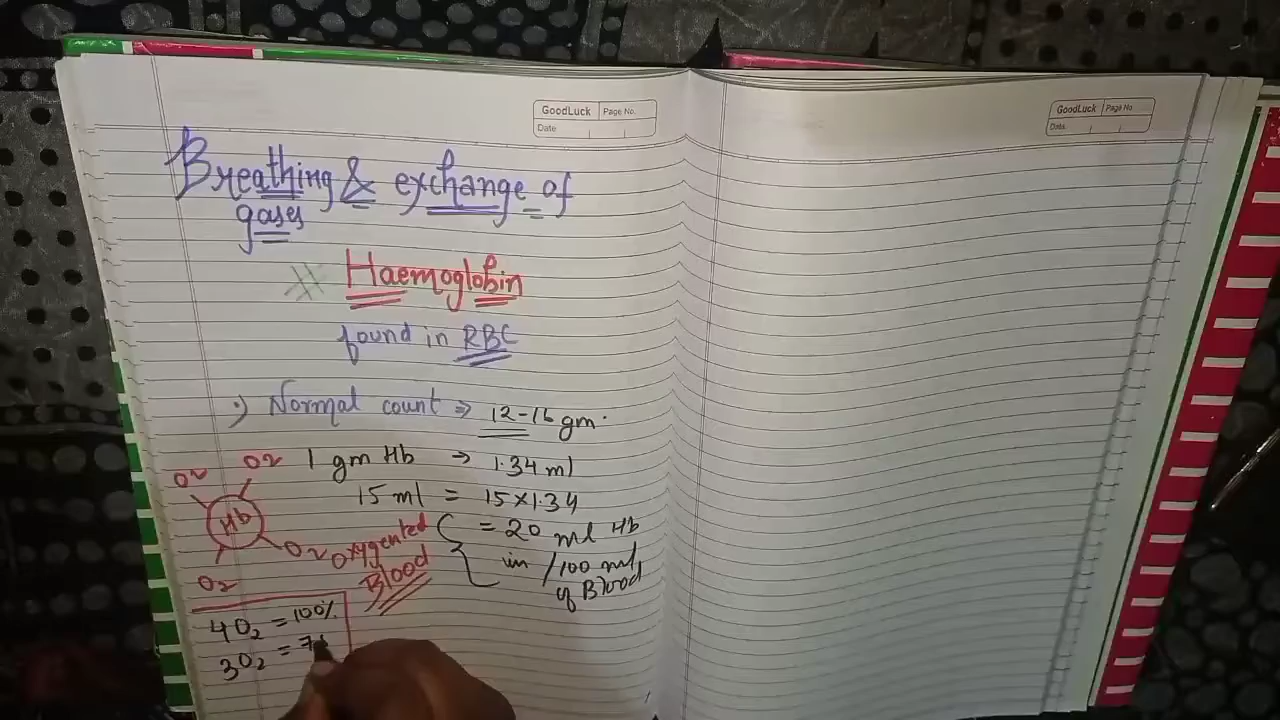 GoodLuck Page No.
Date
GoodLuck Page No
Date
Breathing & exchange of
gases
# Haemoglobin
found in RBC
Normal count ⇒ 12-16 gm.
1 gm Hb → 1.34 ml
15 ml = 15×1.34
= 20 ml Hb
in /100 ml
of Blood
O2 O2
Hb
O2
O2
oxygented
Blood
4O2 = 100%
3O2 = 7